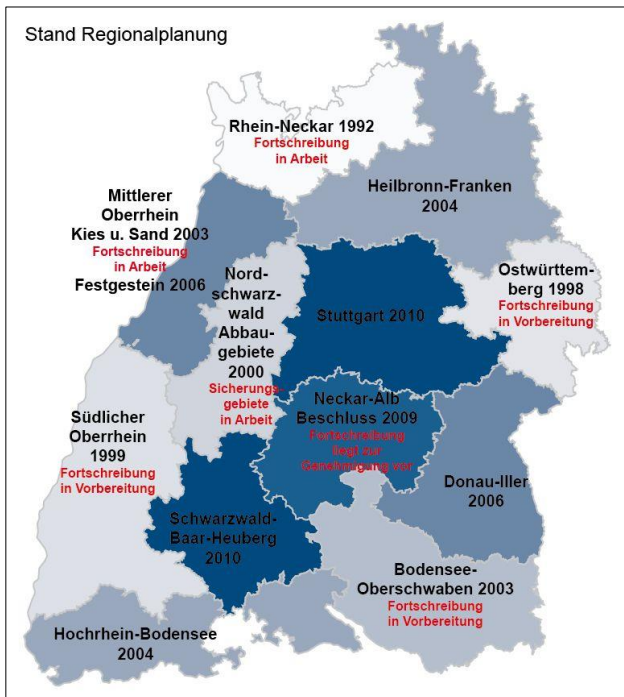 Stand Regionalplanung
Rhein-Neckar 1992
Fortschreibung
in Arbeit
Heilbronn-Franken
2004
Mittlerer
Oberrhein
Kies u. Sand 2003
Fortschreibung
in Arbeit
Festgestein 2006
Nord-
schwarz-
wald
Abbau-
gebiete
2000
Sicherungs-
gebiete
in Arbeit
Ostwürttem-
berg 1998
Fortschreibung
in Vorbereitung
Stuttgart 2010
Neckar-Alb
Beschluss 2009
Fortschreibung
liegt zur
Genehmigung vor
Südlicher
Oberrhein
1999
Fortschreibung
in Vorbereitung
Donau-Iller
2006
Schwarzwald-
Baar-Heuberg
2010
Bodensee-
Oberschwaben 2003
Fortschreibung
in Vorbereitung
Hochrhein-Bodensee
2004